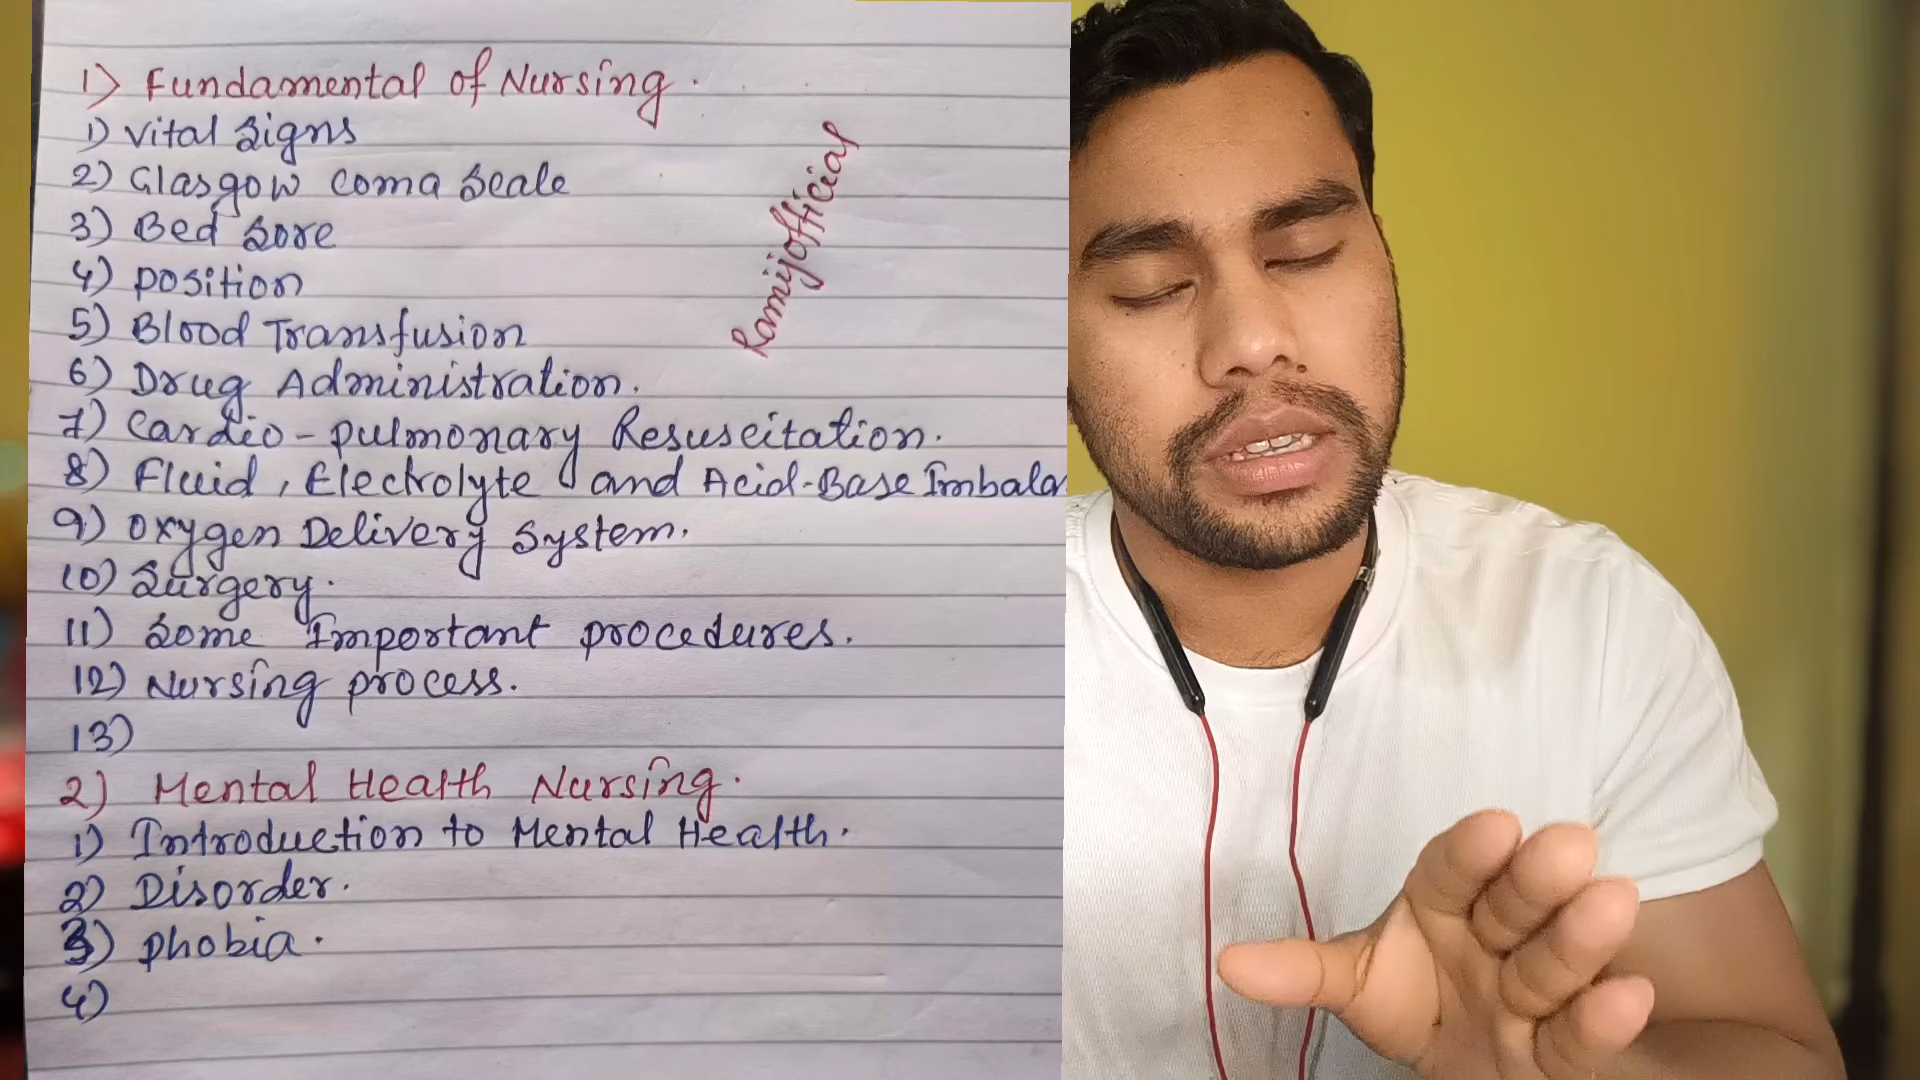 1) Fundamental of Nursing.
1) Vital Signs
2) Glasgow coma Scale
3) Bed Sore
4) position
5) Blood Transfusion
6) Drug Administration.
7) Cardio-pulmonary Resuscitation.
8) Fluid, Electrolyte and Acid-Base Imbalan
9) Oxygen Delivery System.
10) Surgery.
11) Some Important procedures.
12) Nursing process.
13)
2) Mental Health Nursing.
1) Introduction to Mental Health.
2) Disorder.
3) phobia.
4)
Ramijofficial